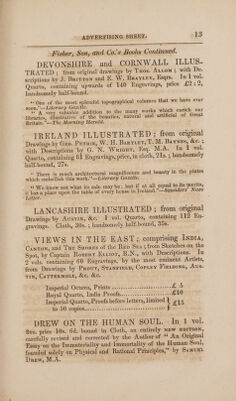 ADVERTISING SHEET. 13
Fisher, Son, and Co.'s Books Continued.
DEVONSHIRE and CORNWALL ILLUS-
TRATED; from original drawings by THOS. ALLOM; with De-
scriptions by J. BRITTON and E. W. BRAYLEY, Esqrs. In 1 vol.
Quarto, containing upwards of 140 Engravings, price £2:2,
handsomely half-bound.
“ One of the most splendid topographical volumes that we have ever
seen.”—Literary Gazette.
“ A very valuable addition to the many works which enrich our
libraries, illustrative of the beauties, natural and artificial of Great
Britain.”—The Morning Herald.
IRELAND ILLUSTRATED; from original
Drawings by GEO. PETRIE, W. H. BARTLETT, T. M. BAYNES, &c. ;
with Descriptions by G. N. WRIGHT, Esq. M.A. In 1 vol.
Quarto, containing 81 Engravings, price, in cloth, 21s. ; handsomely
half-bound, 27s.
“ There is much architectural magnificence and beauty in the plates
which embellish this work.”—Literary Gazette.
“ We know not what its sale may be; but if at all equal to its merits,
it has a place upon the table of every house in Ireland.”
LANCASHIRE ILLUSTRATED; from original
Drawings by AUSTIN, &c. 1 vol. Quarto, containing 112 En-
gravings. Cloth, 30s. ; handsomely half-bound, 35s.
VIEWS IN THE EAST; comprising INDIA,
CANTON, and THE SHORES of the RED SEA; from Sketches on the
Spot, by Captain ROBERT ELLIOT, R.N., with Descriptions. In
2 vols. containing 60 Engravings, by the most eminent Artists,
from Drawings by PROUT, STANFIELD, COPLEY FIELDING, AUS-
TIN, CATTERMOLE, &c. &c.
Imperial Octavo, Prints £ 5
Royal Quarto, India Proofs £10
Imperial Quarto, Proofs before letters, limited
to 50 copies £15
DREW ON THE HUMAN SOUL. In 1 vol.
8vo. price 10s. 6d. bound in Cloth, an entirely NEW EDITION,
carefully revised and corrected by the Author of “ An Original
Essay on the Immateriality and Immortality of the Human Soul,
founded solely on Physical and Rational Principles,” by SAMUEL
DREW, M.A.